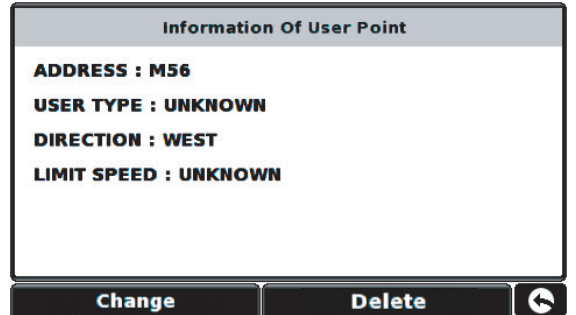 Information Of User Point
ADDRESS : M56
USER TYPE : UNKNOWN
DIRECTION : WEST
LIMIT SPEED : UNKNOWN
Change Delete